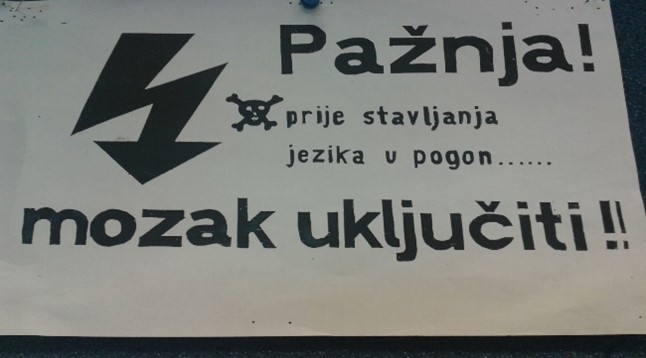 Pažnja!
prije stavljanja
jezika u pogon......
mozak uključiti!!